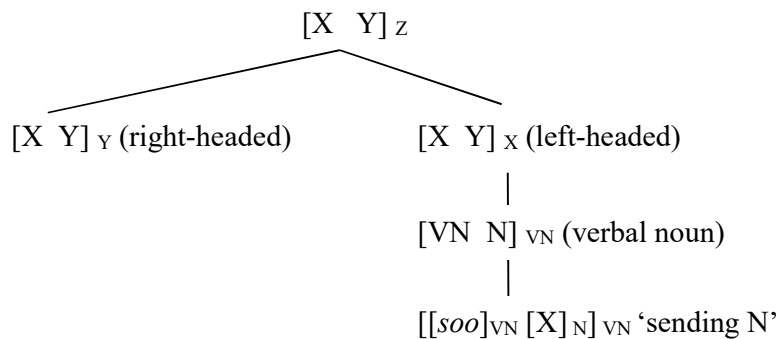 [X Y] Z
[X Y] Y (right-headed) [X Y] X (left-headed)
[VN N] VN (verbal noun)
[[soo]VN [X] N] VN ‘sending N’